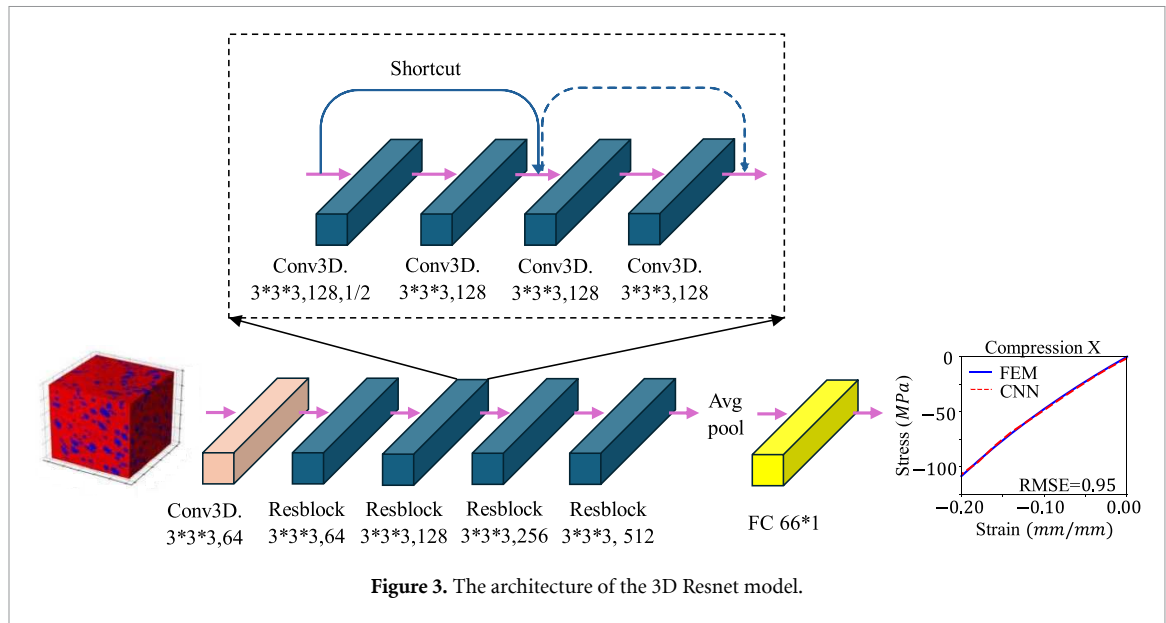 Shortcut
Conv3D. Conv3D. Conv3D. Conv3D.
3*3*3,128,1/2 3*3*3,128 3*3*3,128 3*3*3,128
Avg
pool
Conv3D. Resblock Resblock Resblock Resblock
3*3*3,64 3*3*3,64 3*3*3,128 3*3*3,256 3*3*3, 512
FC 66*1
Compression X
FEM
CNN
0
−50
−100
Stress (MPa)
RMSE=0.95
−0.20 −0.10 0.00
Strain (mm/mm)
Figure 3. The architecture of the 3D Resnet model.